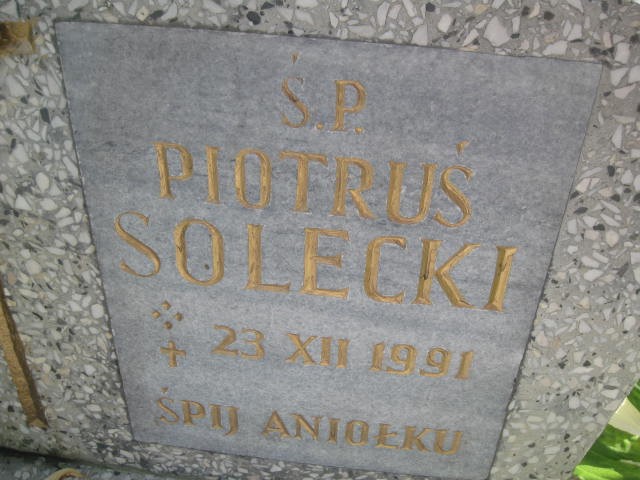 Ś.P.
PIOTRUŚ
SOLECKI
23 XII 1991
ŚPIJ ANIOŁKU